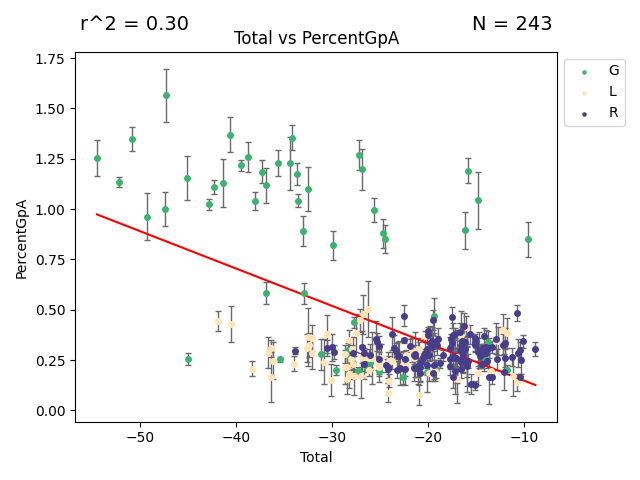 r^2 = 0.30
N = 243
Total vs PercentGpA
G
L
R
PercentGpA
1.75
1.50
1.25
1.00
0.75
0.50
0.25
0.00
−50
−40
−30
−20
−10
Total